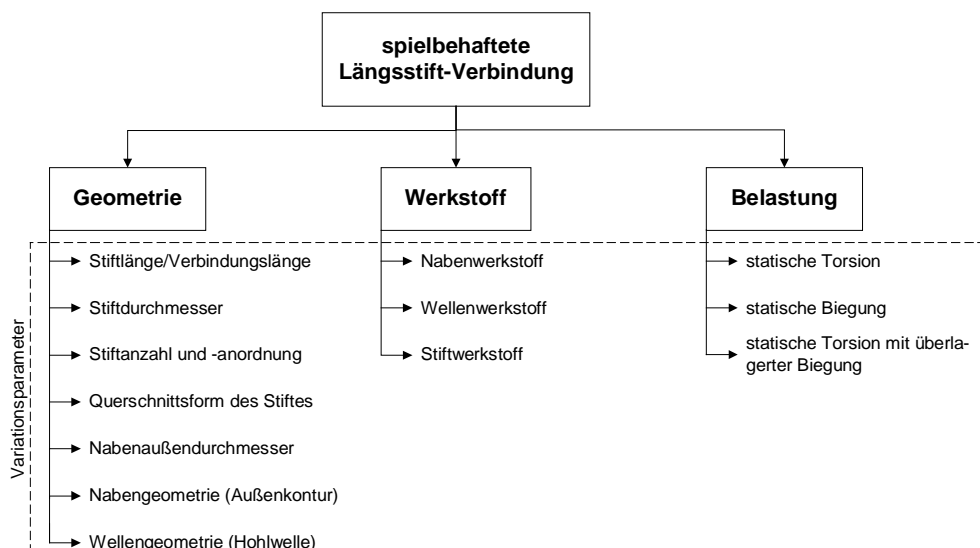 spielbehaftete
Längsstift-Verbindung
Geometrie
Werkstoff
Belastung
Variationsparameter
Stiftlänge/Verbindungslänge
Stiftdurchmesser
Stiftanzahl und -anordnung
Querschnittsform des Stiftes
Nabenaußendurchmesser
Nabengeometrie (Außenkontur)
Wellengeometrie (Hohlwelle)
Nabenwerkstoff
Wellenwerkstoff
Stiftwerkstoff
statische Torsion
statische Biegung
statische Torsion mit überla-
gerter Biegung